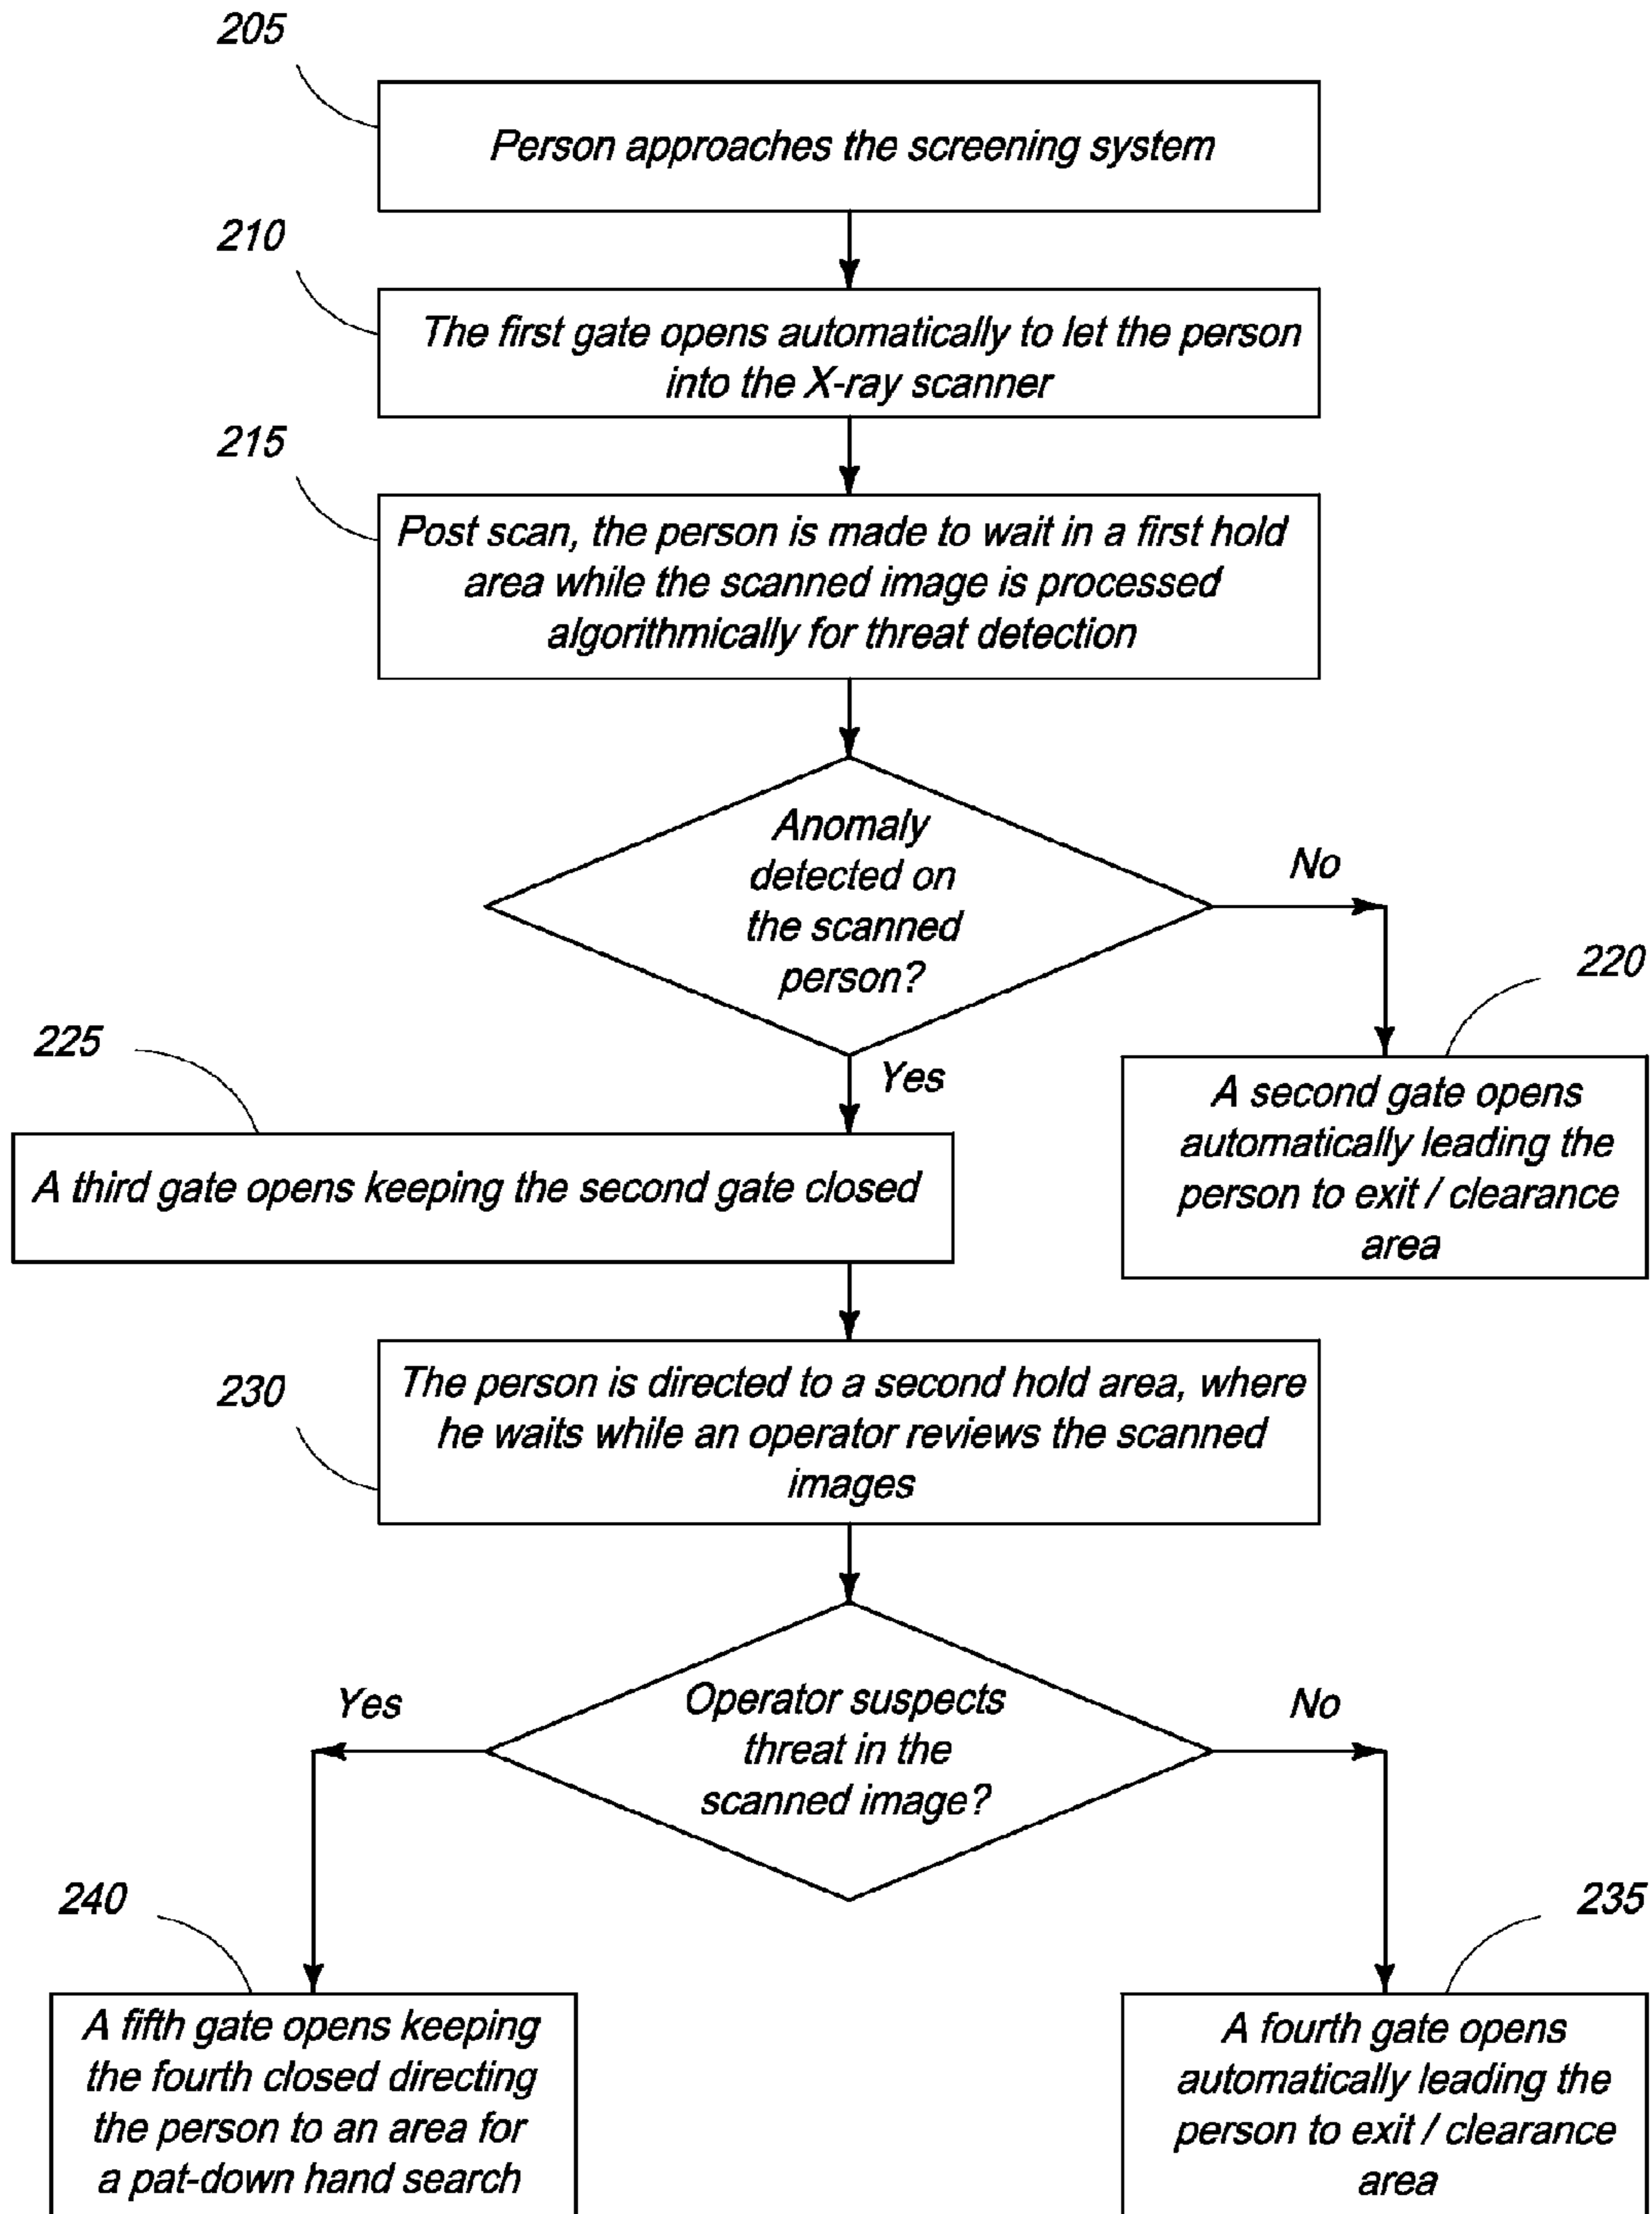 205
Person approaches the screening system
210
The first gate opens automatically to let the person
into the X-ray scanner
215
Post scan, the person is made to wait in a first hold
area while the scanned image is processed
algorithmically for threat detection
Anomaly
detected on
the scanned
person?
No
220
A second gate opens
automatically leading the
person to exit / clearance
area
Yes
225
A third gate opens keeping the second gate closed
230
The person is directed to a second hold area, where
he waits while an operator reviews the scanned
images
Operator suspects
threat in the
scanned image?
Yes
No
240
A fifth gate opens keeping
the fourth closed directing
the person to an area for
a pat-down hand search
235
A fourth gate opens
automatically leading the
person to exit / clearance
area